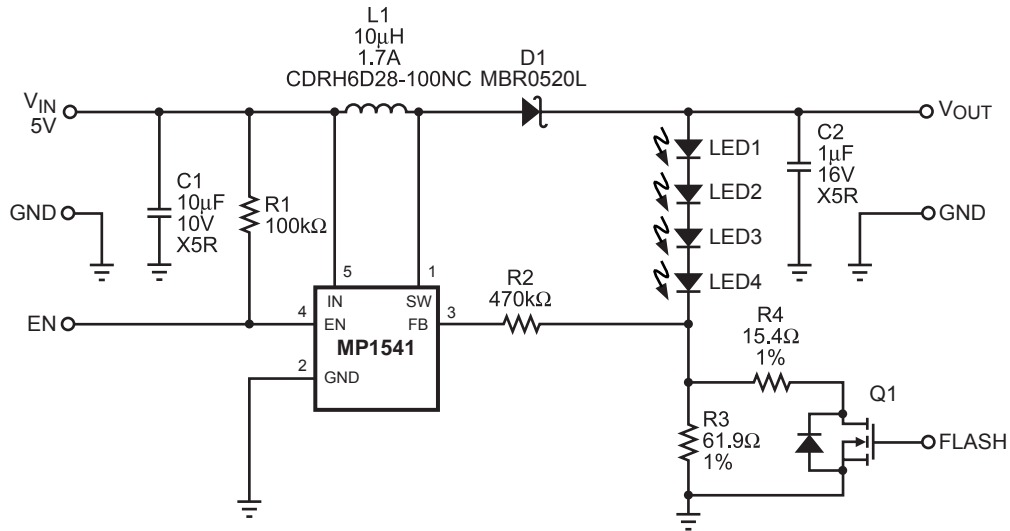 L1
10μH
1.7A
CDRH6D28-100NC
D1
MBR0520L
VIN
5V
VOUT
C1
10μF
10V
X5R
R1
100kΩ
LED1
LED2
LED3
LED4
C2
1μF
16V
X5R
GND
GND
5
1
R2
470kΩ
IN
SW
EN
4
EN
FB
3
MP1541
2
GND
R4
15.4Ω
1%
Q1
R3
61.9Ω
1%
FLASH